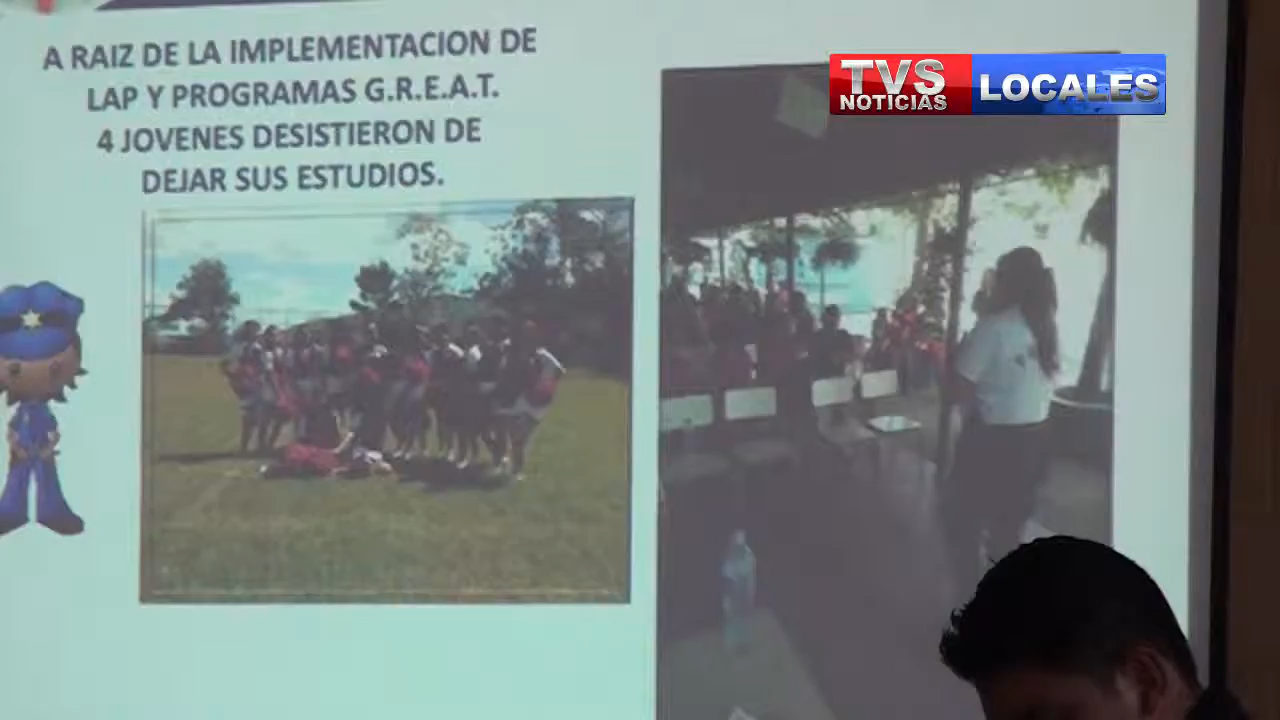 A RAIZ DE LA IMPLEMENTACION DE
LAP Y PROGRAMAS G.R.E.A.T.
4 JOVENES DESISTIERON DE
DEJAR SUS ESTUDIOS.
TVS
NOTICIAS
LOCALES